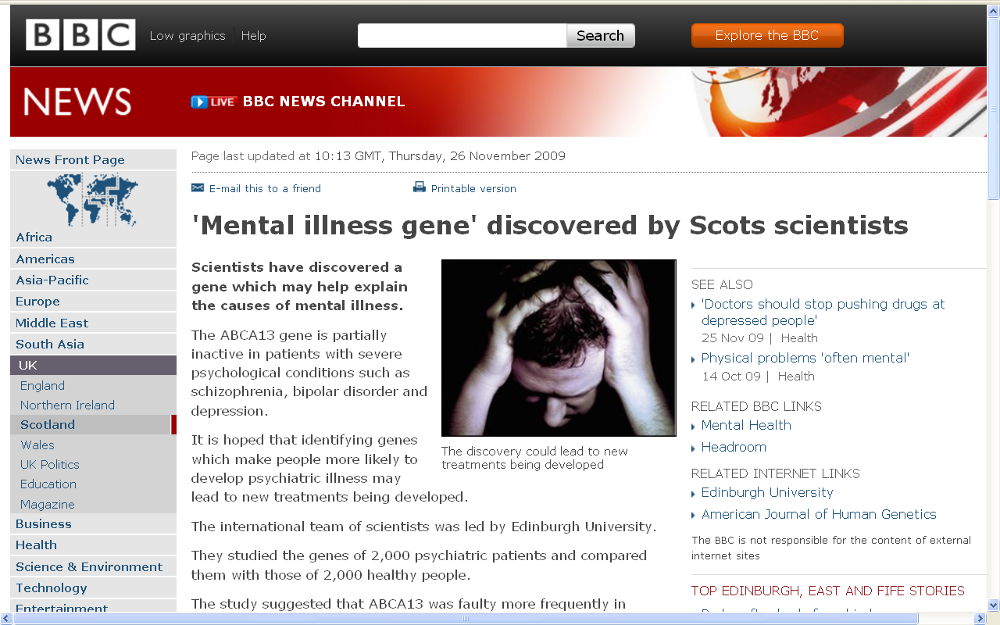 BBC
Low graphics
Help
Search
Explore the BBC
NEWS
LIVE BBC NEWS CHANNEL
News Front Page
Africa
Americas
Asia-Pacific
Europe
Middle East
South Asia
UK
England
Northern Ireland
Scotland
Wales
UK Politics
Education
Magazine
Business
Health
Science & Environment
Technology
Entertainment
Page last updated at 10:13 GMT, Thursday, 26 November 2009
E-mail this to a friend
Printable version
'Mental illness gene' discovered by Scots scientists
Scientists have discovered a
gene which may help explain
the causes of mental illness.
The ABCA13 gene is partially
inactive in patients with severe
psychological conditions such as
schizophrenia, bipolar disorder and
depression.
It is hoped that identifying genes
which make people more likely to
develop psychiatric illness may
lead to new treatments being developed.
The international team of scientists was led by Edinburgh University.
They studied the genes of 2,000 psychiatric patients and compared
them with those of 2,000 healthy people.
The study suggested that ABCA13 was faulty more frequently in
The discovery could lead to new
treatments being developed
SEE ALSO
'Doctors should stop pushing drugs at
depressed people'
25 Nov 09 | Health
Physical problems 'often mental'
14 Oct 09 | Health
RELATED BBC LINKS
Mental Health
Headroom
RELATED INTERNET LINKS
Edinburgh University
American Journal of Human Genetics
The BBC is not responsible for the content of external
internet sites
TOP EDINBURGH, EAST AND FIFE STORIES